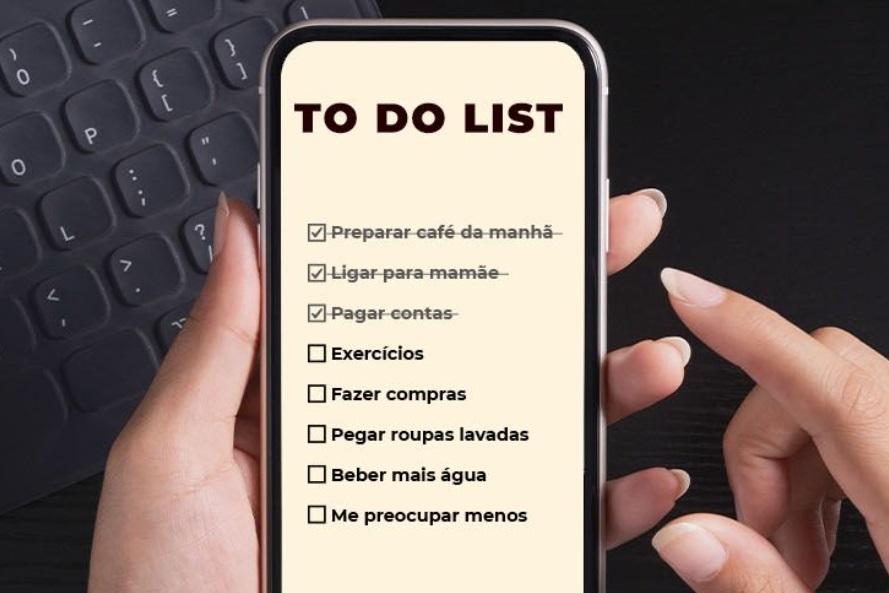 TO DO LIST
Preparar café da manhã
Ligar para mamãe
Pagar contas
Exercícios
Fazer compras
Pegar roupas lavadas
Beber mais água
Me preocupar menos
) 0
_ -
+ =
P
{ [
} ]
O
: ;
" ,
L
> .
? /
< ,